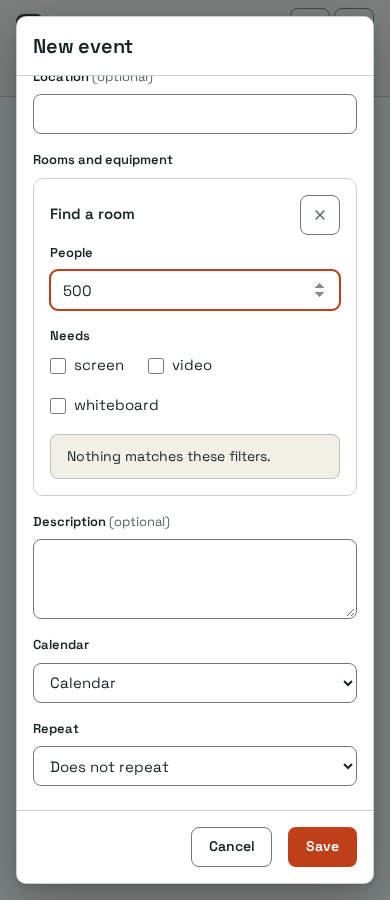 New event
Location (optional)
Rooms and equipment
Find a room
People
500
Needs
screen video
whiteboard
Nothing matches these filters.
Description (optional)
Calendar
Calendar
Repeat
Does not repeat
Cancel Save